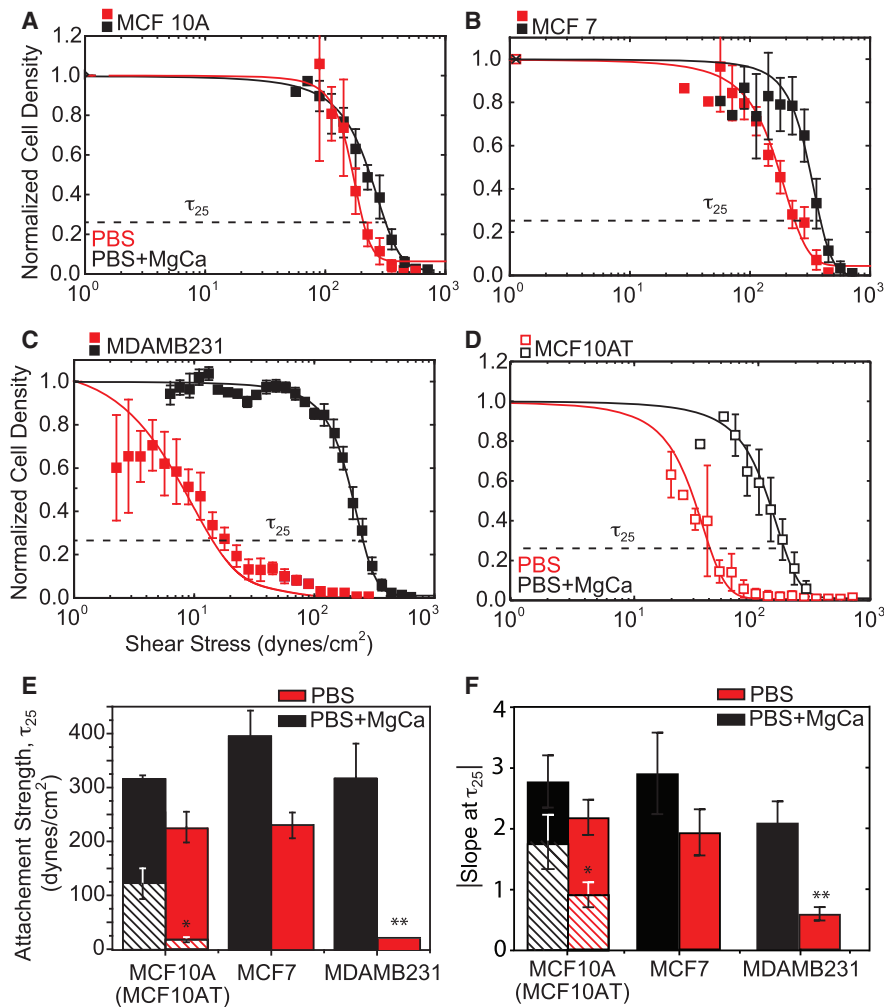 A
MCF 10A
Normalized Cell Density
1.2
1.0
0.8
0.6
0.4
0.2
0.0
τ25
PBS
PBS+MgCa
10^0
10^1
10^2
10^3
B
MCF 7
1.2
1.0
0.8
0.6
0.4
0.2
0.0
τ25
10^0
10^1
10^2
10^3
C
MDAMB231
Normalized Cell Density
1.0
0.8
0.6
0.4
0.2
0.0
τ25
10^0
10^1
10^2
10^3
Shear Stress (dynes/cm^2)
D
MCF10AT
1.2
1.0
0.8
0.6
0.4
0.2
0.0
τ25
PBS
PBS+MgCa
10^0
10^1
10^2
10^3
E
PBS
PBS+MgCa
Attachement Strength, τ25
(dynes/cm^2)
400
300
200
100
0
*
**
MCF10A
(MCF10AT)
MCF7
MDAMB231
F
PBS
PBS+MgCa
|Slope at τ25|
4
3
2
1
0
*
**
MCF10A
(MCF10AT)
MCF7
MDAMB231